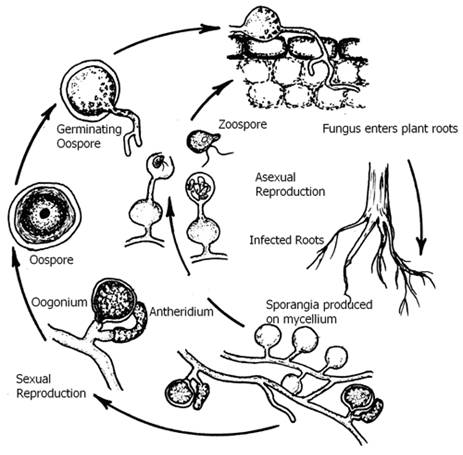 Germinating
Oospore
Zoospore
Fungus enters plant roots
Asexual
Reproduction
Oospore
Infected Roots
Oogonium
Antheridium
Sporangia produced
on mycellium
Sexual
Reproduction